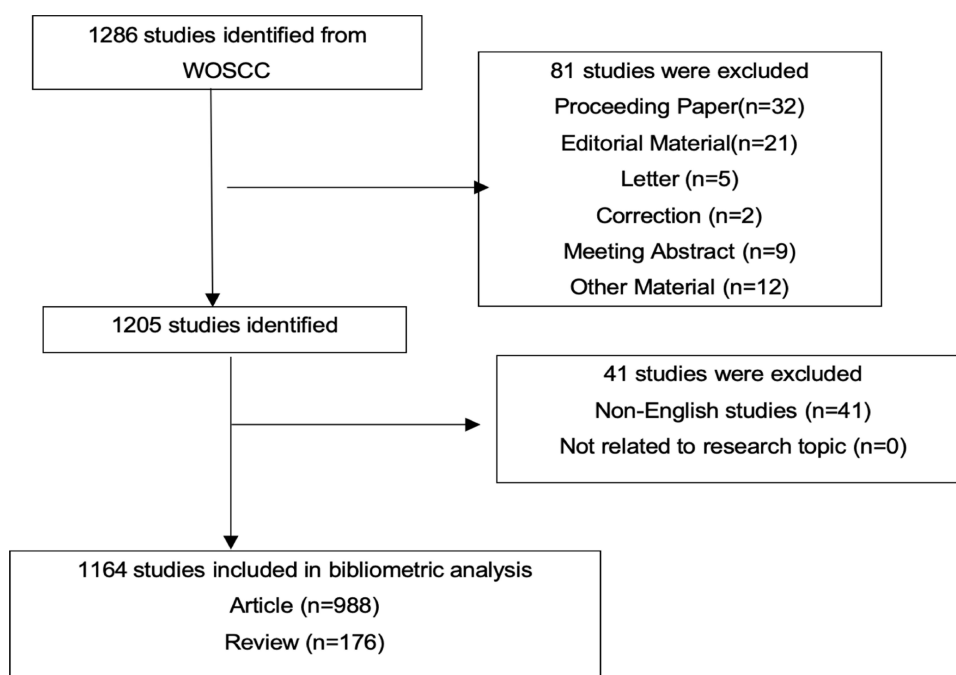 1286 studies identified from
WOSCC
81 studies were excluded
Proceeding Paper(n=32)
Editorial Material(n=21)
Letter (n=5)
Correction (n=2)
Meeting Abstract (n=9)
Other Material (n=12)
1205 studies identified
41 studies were excluded
Non-English studies (n=41)
Not related to research topic (n=0)
1164 studies included in bibliometric analysis
Article (n=988)
Review (n=176)